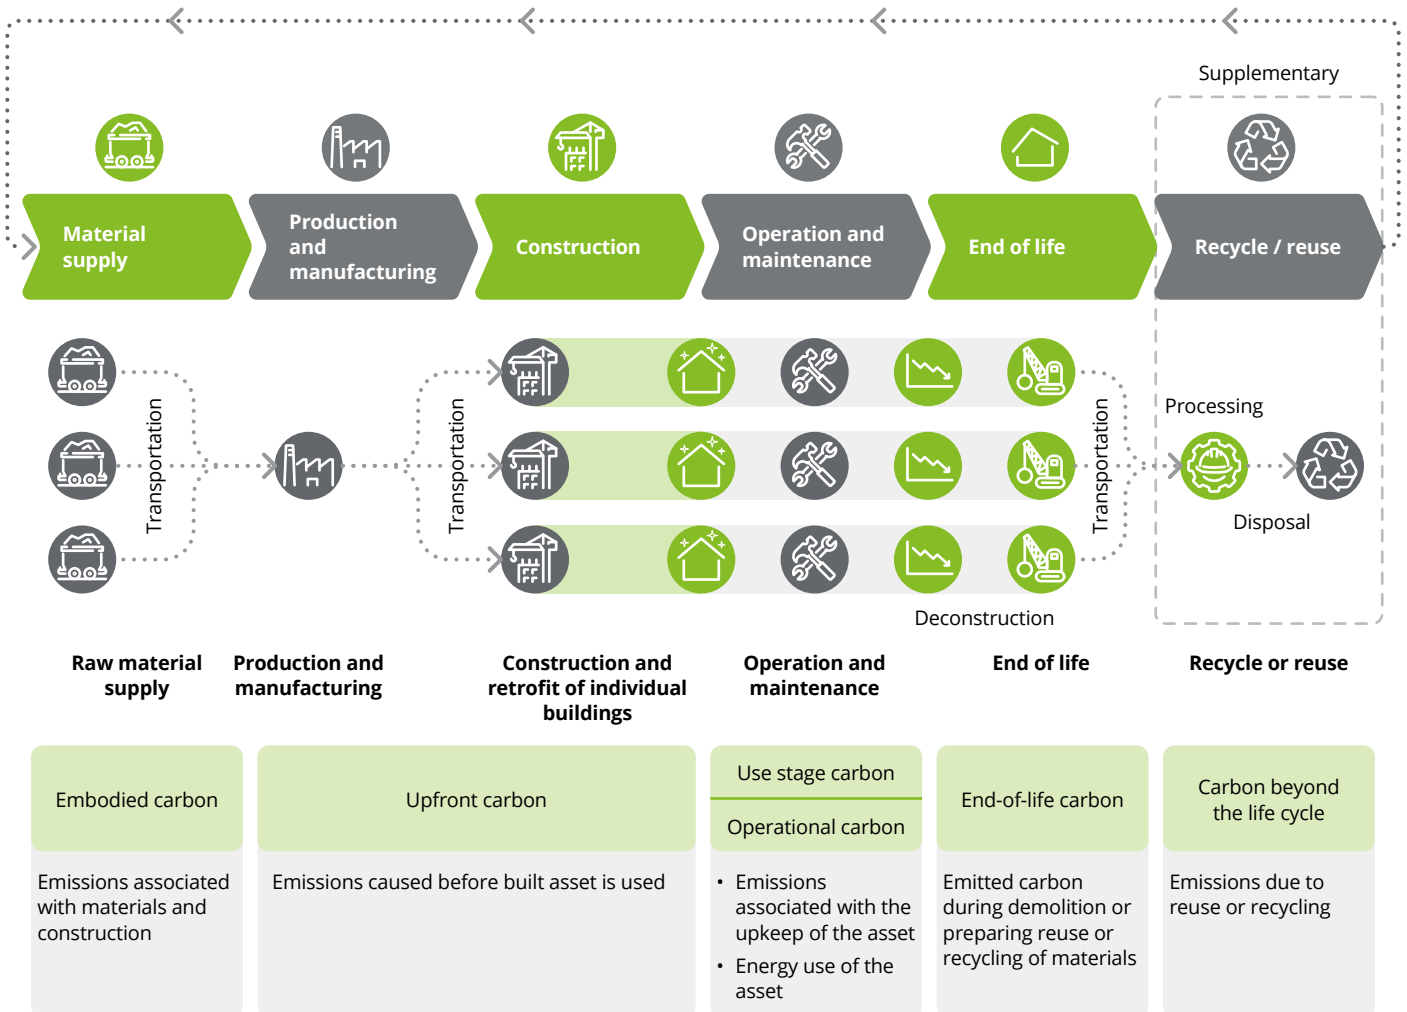 Supplementary
Material
supply
Production
and
manufacturing
Construction
Operation and
maintenance
End of life
Recycle / reuse
Transportation
Transportation
Transportation
Processing
Disposal
Deconstruction
Raw material
supply
Production and
manufacturing
Construction and
retrofit of individual
buildings
Operation and
maintenance
End of life
Recycle or reuse
Embodied carbon
Upfront carbon
Use stage carbon
Operational carbon
End-of-life carbon
Carbon beyond
the life cycle
Emissions associated
with materials and
construction
Emissions caused before built asset is used
• Emissions
associated with the
upkeep of the asset
• Energy use of the
asset
Emitted carbon
during demolition or
preparing reuse or
recycling of materials
Emissions due to
reuse or recycling